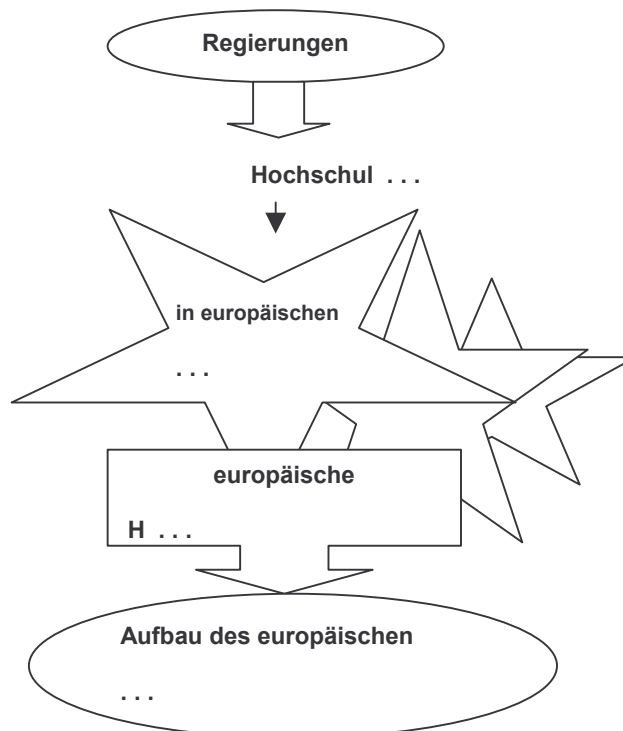 Regierungen
Hochschul . . .
in europäischen
. . .
europäische
H . . .
Aufbau des europäischen
. . .